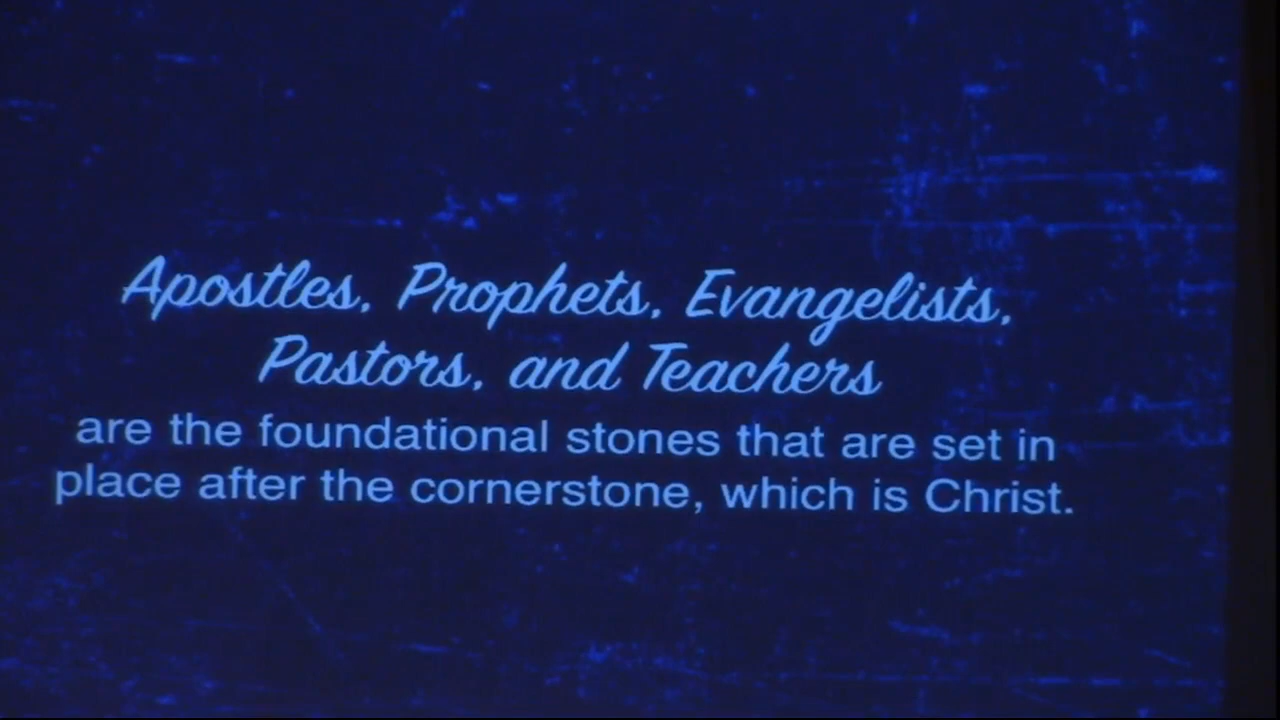 Apostles, Prophets, Evangelists,
Pastors, and Teachers
are the foundational stones that are set in
place after the cornerstone, which is Christ.